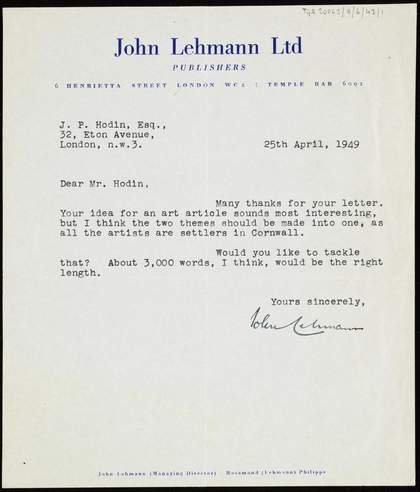 TGA 20062/4/6/43/1
John Lehmann Ltd
PUBLISHERS
6 HENRIETTA STREET LONDON WC2 : TEMPLE BAR 6092
J. P. Hodin, Esq.,
32, Eton Avenue,
London, n.w.3. 25th April, 1949
Dear Mr. Hodin,
Many thanks for your letter.
Your idea for an art article sounds most interesting,
but I think the two themes should be made into one, as
all the artists are settlers in Cornwall.
Would you like to tackle
that? About 3,000 words, I think, would be the right
length.
Yours sincerely,
John Lehmann
John Lehmann (Managing Director) · Rosamond (Lehmann) Philipps